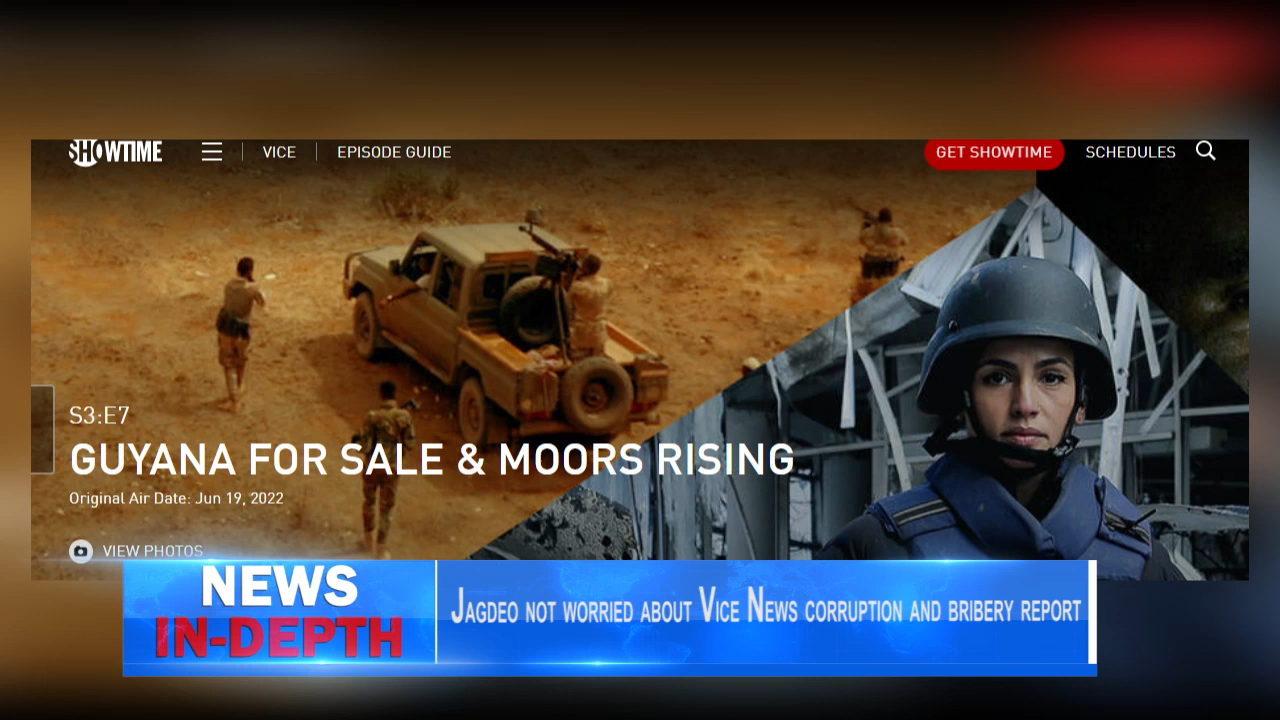 SHOWTIME
VICE
EPISODE GUIDE
GET SHOWTIME
SCHEDULES
S3:E7
GUYANA FOR SALE & MOORS RISING
Original Air Date: Jun 19, 2022
VIEW PHOTOS
NEWS
IN-DEPTH
JAGDEO NOT WORRIED ABOUT VICE NEWS CORRUPTION AND BRIBERY REPORT